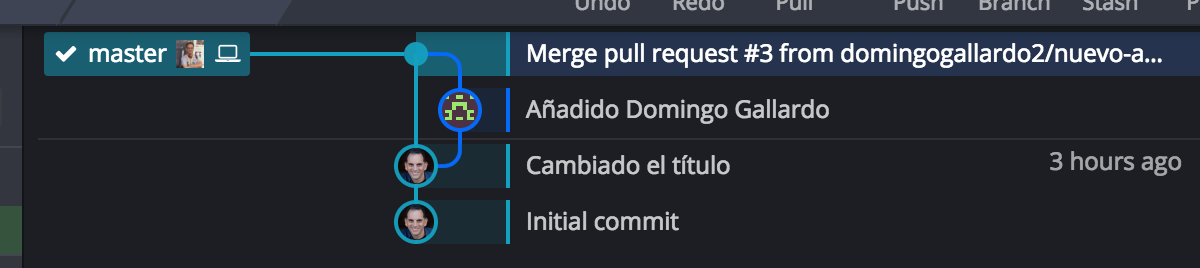 Undo Redo Pull Push Branch Stash
master
Merge pull request #3 from domingogallardo2/nuevo-a...
Añadido Domingo Gallardo
Cambiado el título
3 hours ago
Initial commit